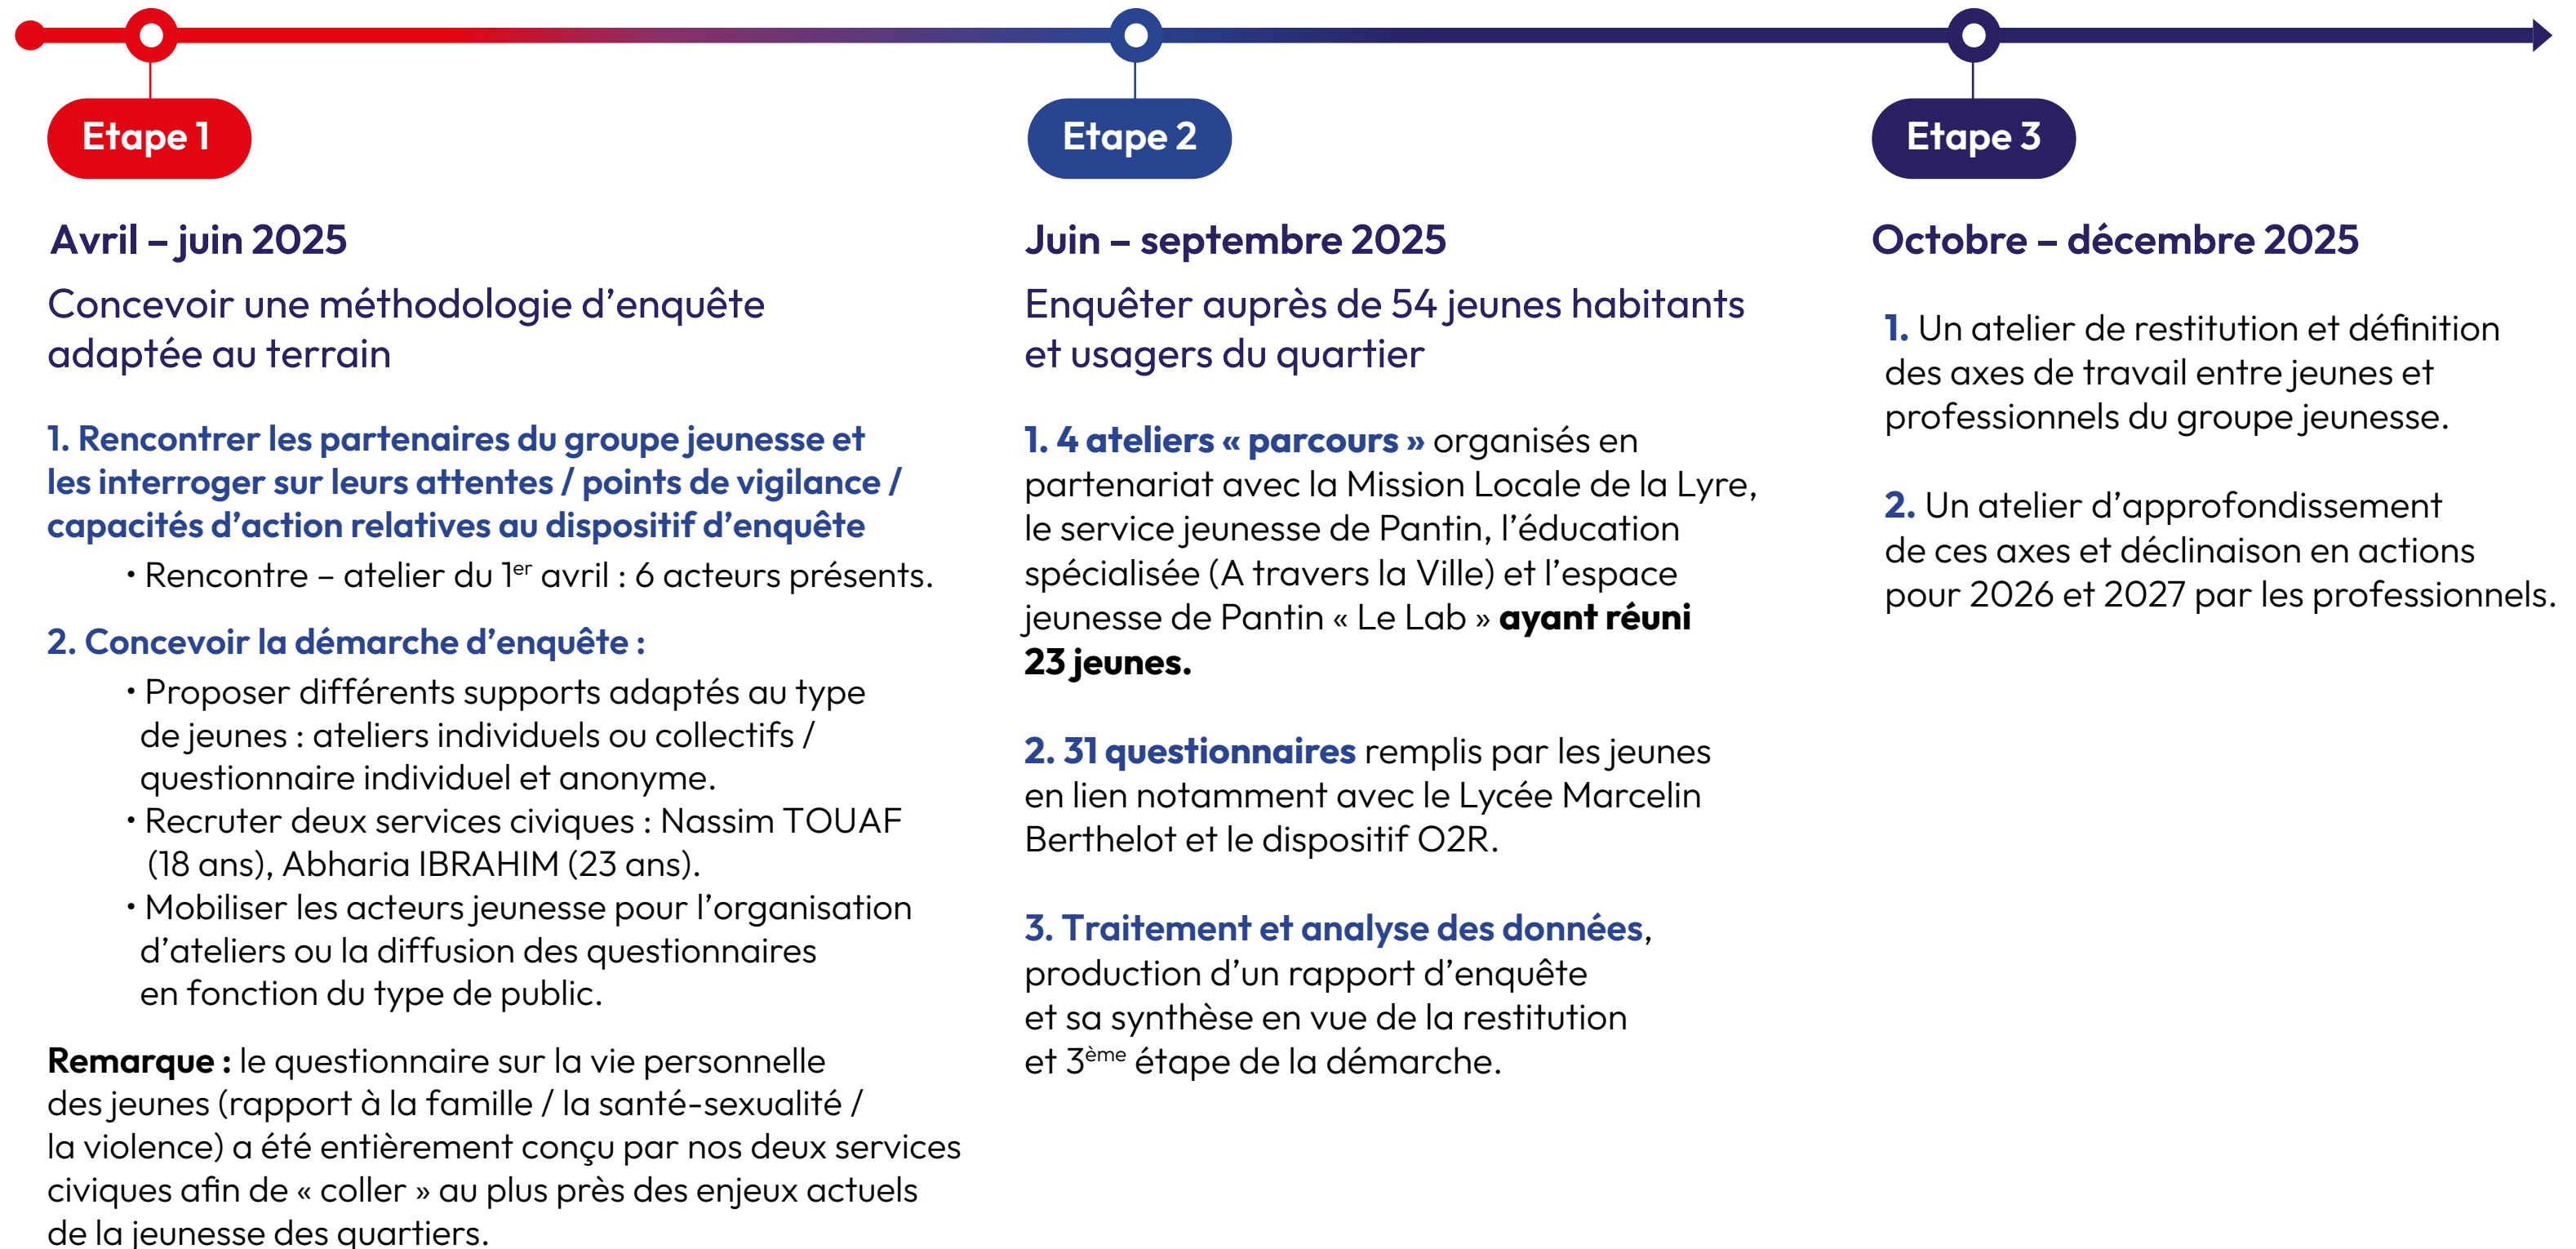 Etape 1
Avril – juin 2025
Concevoir une méthodologie d’enquête
adaptée au terrain
1. Rencontrer les partenaires du groupe jeunesse et
les interroger sur leurs attentes / points de vigilance /
capacités d’action relatives au dispositif d’enquête
• Rencontre – atelier du 1er avril : 6 acteurs présents.
2. Concevoir la démarche d’enquête :
• Proposer différents supports adaptés au type
de jeunes : ateliers individuels ou collectifs /
questionnaire individuel et anonyme.
• Recruter deux services civiques : Nassim TOUAF
(18 ans), Abharia IBRAHIM (23 ans).
• Mobiliser les acteurs jeunesse pour l’organisation
d’ateliers ou la diffusion des questionnaires
en fonction du type de public.
Remarque : le questionnaire sur la vie personnelle
des jeunes (rapport à la famille / la santé-sexualité /
la violence) a été entièrement conçu par nos deux services
civiques afin de « coller » au plus près des enjeux actuels
de la jeunesse des quartiers.
Etape 2
Juin – septembre 2025
Enquêter auprès de 54 jeunes habitants
et usagers du quartier
1. 4 ateliers « parcours » organisés en
partenariat avec la Mission Locale de la Lyre,
le service jeunesse de Pantin, l’éducation
spécialisée (A travers la Ville) et l’espace
jeunesse de Pantin « Le Lab » ayant réuni
23 jeunes.
2. 31 questionnaires remplis par les jeunes
en lien notamment avec le Lycée Marcelin
Berthelot et le dispositif O2R.
3. Traitement et analyse des données,
production d’un rapport d’enquête
et sa synthèse en vue de la restitution
et 3ème étape de la démarche.
Etape 3
Octobre – décembre 2025
1. Un atelier de restitution et définition
des axes de travail entre jeunes et
professionnels du groupe jeunesse.
2. Un atelier d’approfondissement
de ces axes et déclinaison en actions
pour 2026 et 2027 par les professionnels.